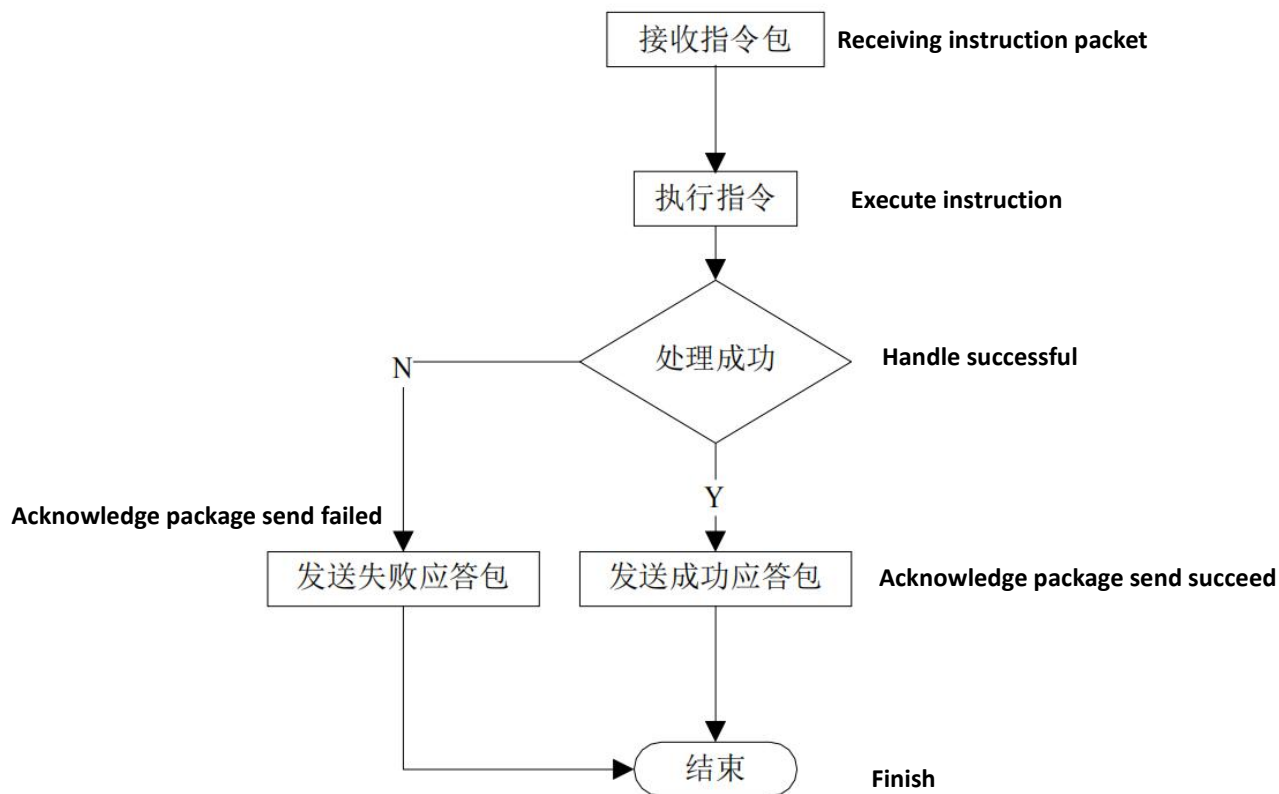 接收指令包
Receiving instruction packet
执行指令
Execute instruction
处理成功
Handle successful
N
Y
Acknowledge package send failed
发送失败应答包
发送成功应答包
Acknowledge package send succeed
结束
Finish